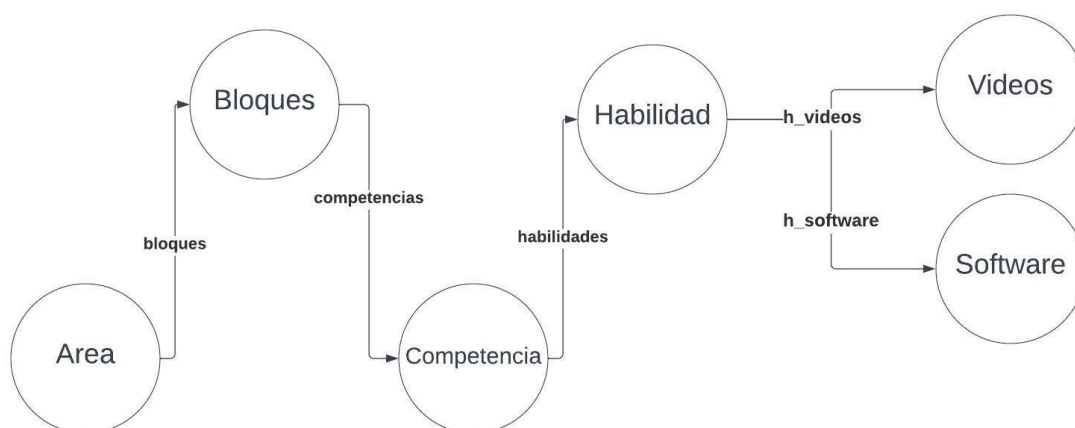 Bloques
Habilidad
Videos
h_videos
competencias
h_software
bloques
habilidades
Software
Area
Competencia